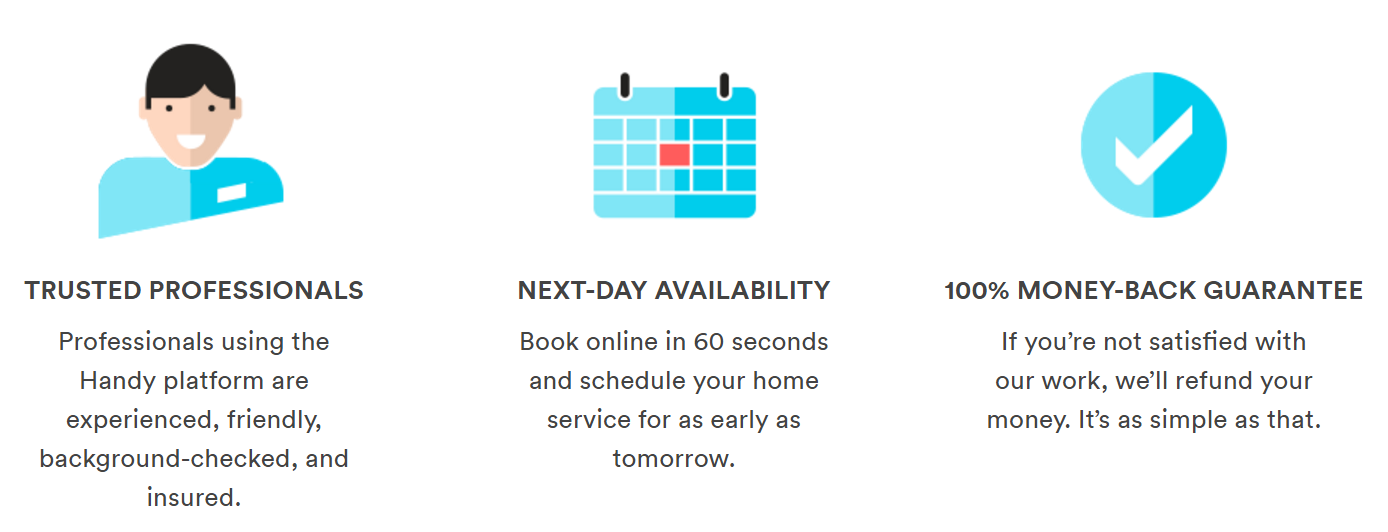 TRUSTED PROFESSIONALS
Professionals using the
Handy platform are
experienced, friendly,
background-checked, and
insured.
NEXT-DAY AVAILABILITY
Book online in 60 seconds
and schedule your home
service for as early as
tomorrow.
100% MONEY-BACK GUARANTEE
If you’re not satisfied with
our work, we’ll refund your
money. It’s as simple as that.